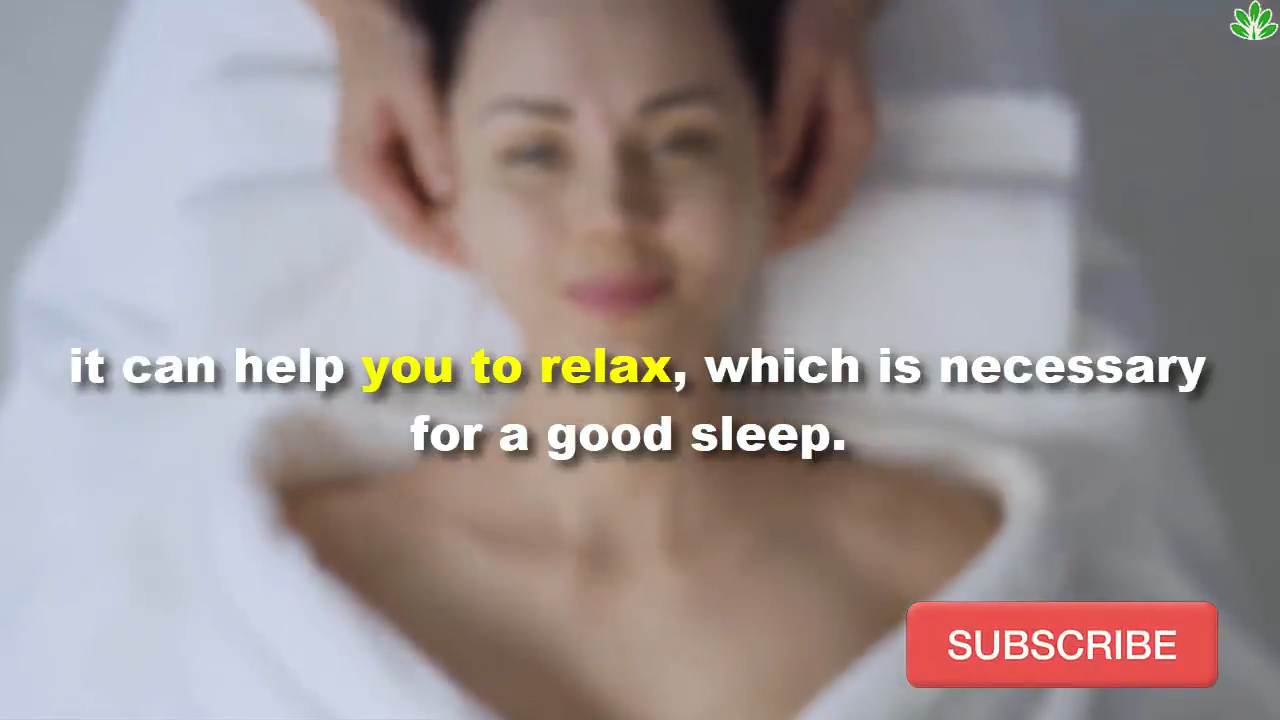 it can help you to relax, which is necessary
for a good sleep.
SUBSCRIBE